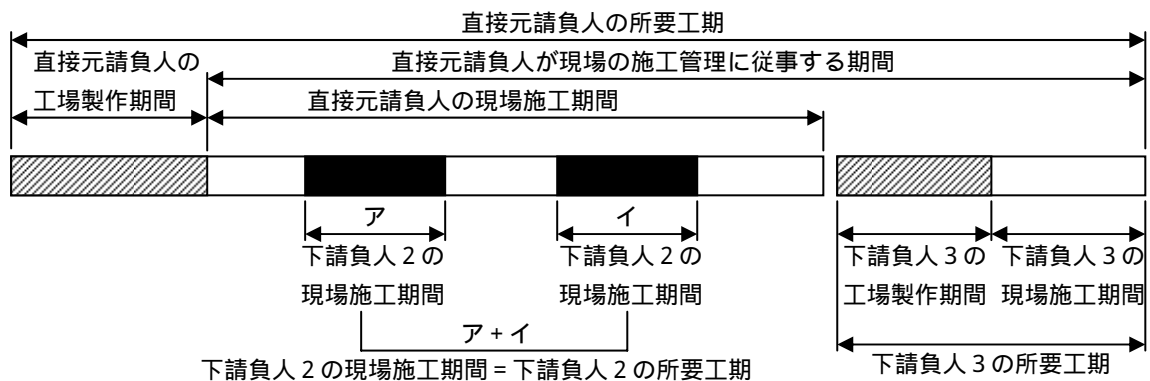 直接元請負人の所要工期
直接元請負人の
工場製作期間
直接元請負人が現場の施工管理に従事する期間
直接元請負人の現場施工期間
ア
下請負人2の
現場施工期間
イ
下請負人2の
現場施工期間
ア+イ
下請負人2の現場施工期間=下請負人2の所要工期
下請負人3の
工場製作期間
下請負人3の
現場施工期間
下請負人3の所要工期